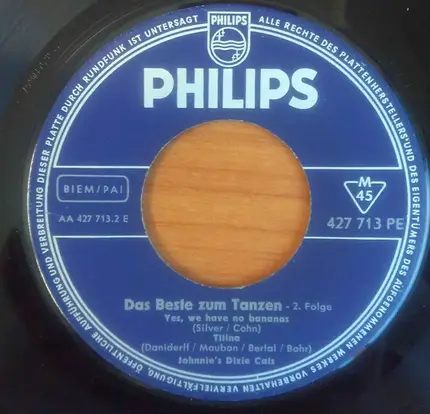 ALLE RECHTE DES PLATTENHERSTELLERS UND DES EIGENTÜMERS DES AUFGENOMMENEN WERKES VORBEHALTEN VERVIELFÄLTIGUNG, ÖFFENTLICHE AUFFÜHRUNG UND VERBREITUNG DIESER PLATTE DURCH RUNDFUNK IST UNTERSAGT
PHILIPS
PHILIPS
BIEM/PAI
M
45
AA 427 713.2 E
427 713 PE
Das Beste zum Tanzen - 2. Folge
Yes, we have no bananas
(Silver / Cohn)
Titina
(Daniderff / Maubon / Bertal / Bohr)
Johnnie's Dixie Cats